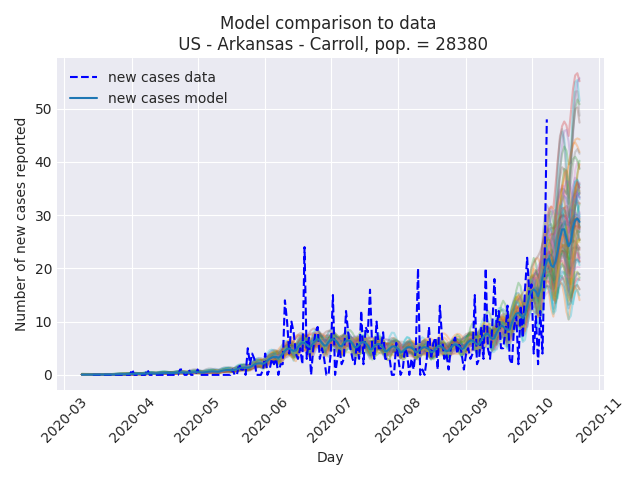 Model comparison to data
US - Arkansas - Carroll, pop. = 28380
new cases data
new cases model
Number of new cases reported
50
40
30
20
10
0
2020-03
2020-04
2020-05
2020-06
2020-07
2020-08
2020-09
2020-10
2020-11
Day